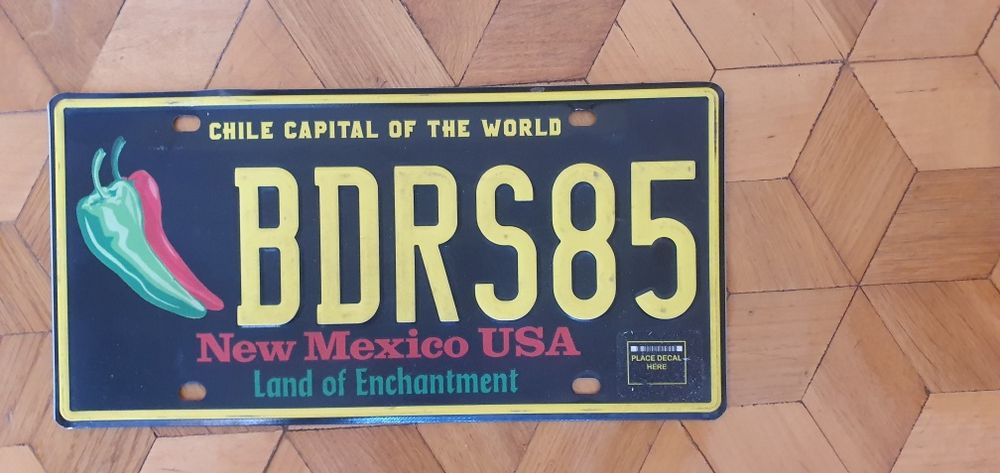 CHILE CAPITAL OF THE WORLD
BDRS85
New Mexico USA
Land of Enchantment
PLACE DECAL
HERE